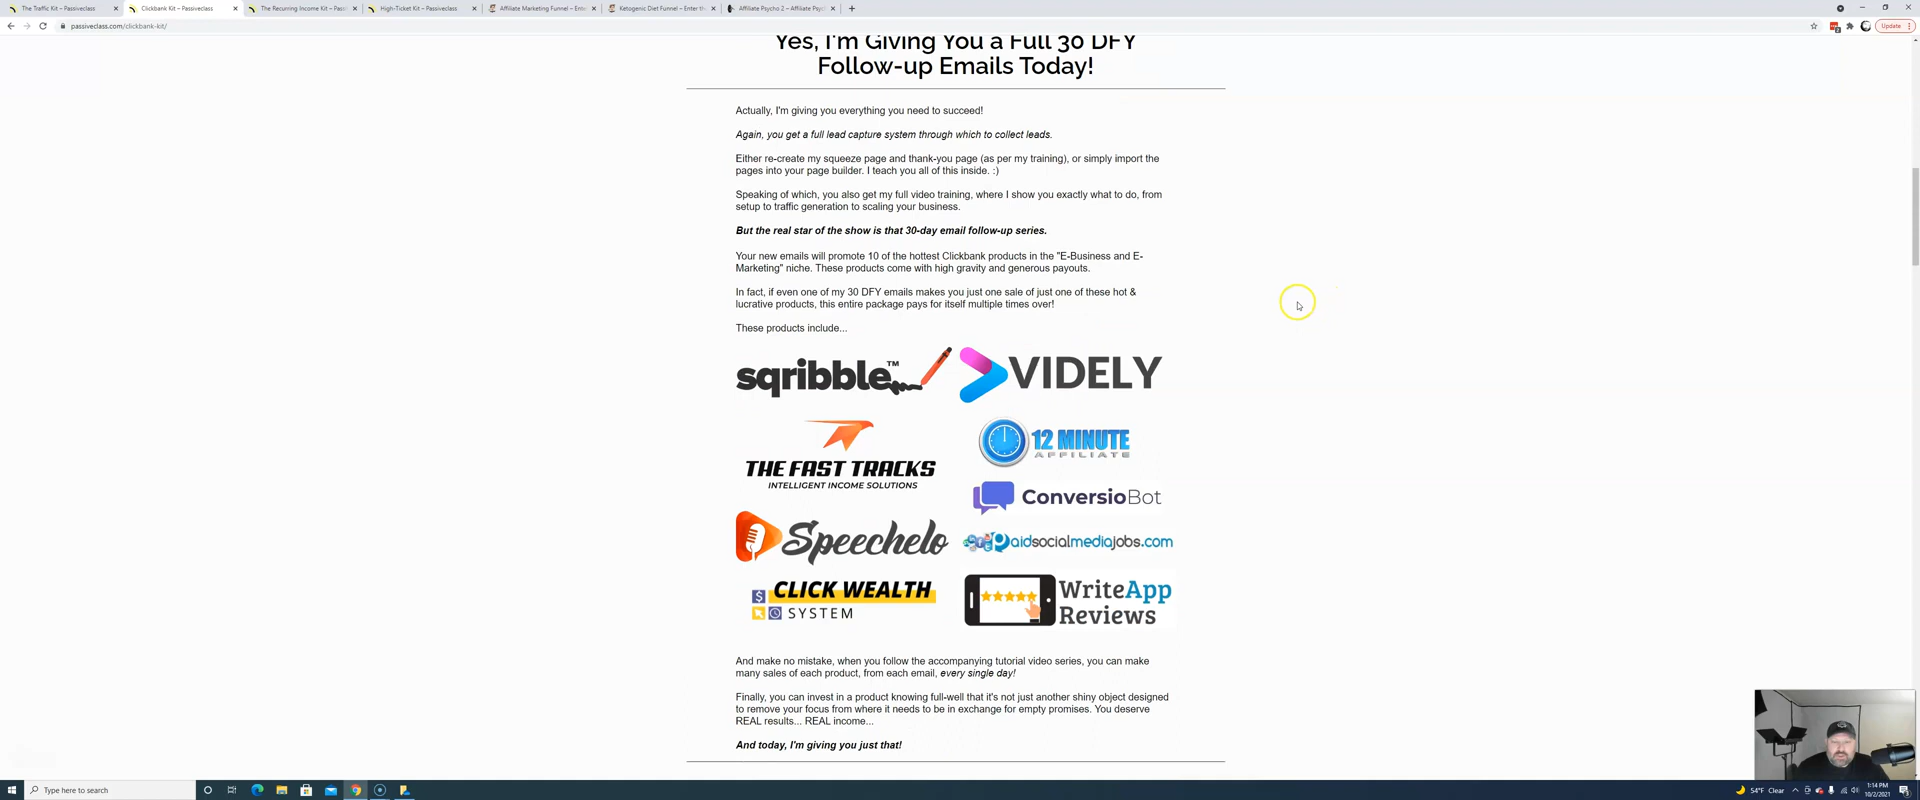 The Traffic Kit – Passiveclass
Clickbank Kit – Passiveclass
The Recurring Income Kit – Pass
High-Ticket Kit – Passiveclass
Affiliate Marketing Funnel – Ente
Ketogenic Diet Funnel – Enter th
Affiliate Psycho 2 – Affiliate Psyc
passiveclass.com/clickbank-kit/
Update
Yes, I'm Giving You a Full 30 DFY
Follow-up Emails Today!
Actually, I'm giving you everything you need to succeed!
Again, you get a full lead capture system through which to collect leads.
Either re-create my squeeze page and thank-you page (as per my training), or simply import the
pages into your page builder. I teach you all of this inside. :)
Speaking of which, you also get my full video training, where I show you exactly what to do, from
setup to traffic generation to scaling your business.
But the real star of the show is that 30-day email follow-up series.
Your new emails will promote 10 of the hottest Clickbank products in the "E-Business and E-
Marketing" niche. These products come with high gravity and generous payouts.
In fact, if even one of my 30 DFY emails makes you just one sale of just one of these hot &
lucrative products, this entire package pays for itself multiple times over!
These products include...
sqribble™
VIDELY
THE FAST TRACKS
INTELLIGENT INCOME SOLUTIONS
12 MINUTE
AFFILIATE
ConversioBot
Speechelo
Paidsocialmediajobs.com
CLICK WEALTH
SYSTEM
WriteApp
Reviews
And make no mistake, when you follow the accompanying tutorial video series, you can make
many sales of each product, from each email, every single day!
Finally, you can invest in a product knowing full-well that it's not just another shiny object designed
to remove your focus from where it needs to be in exchange for empty promises. You deserve
REAL results... REAL income...
And today, I'm giving you just that!
Type here to search
54°F Clear
1:14 PM
10/2/2021